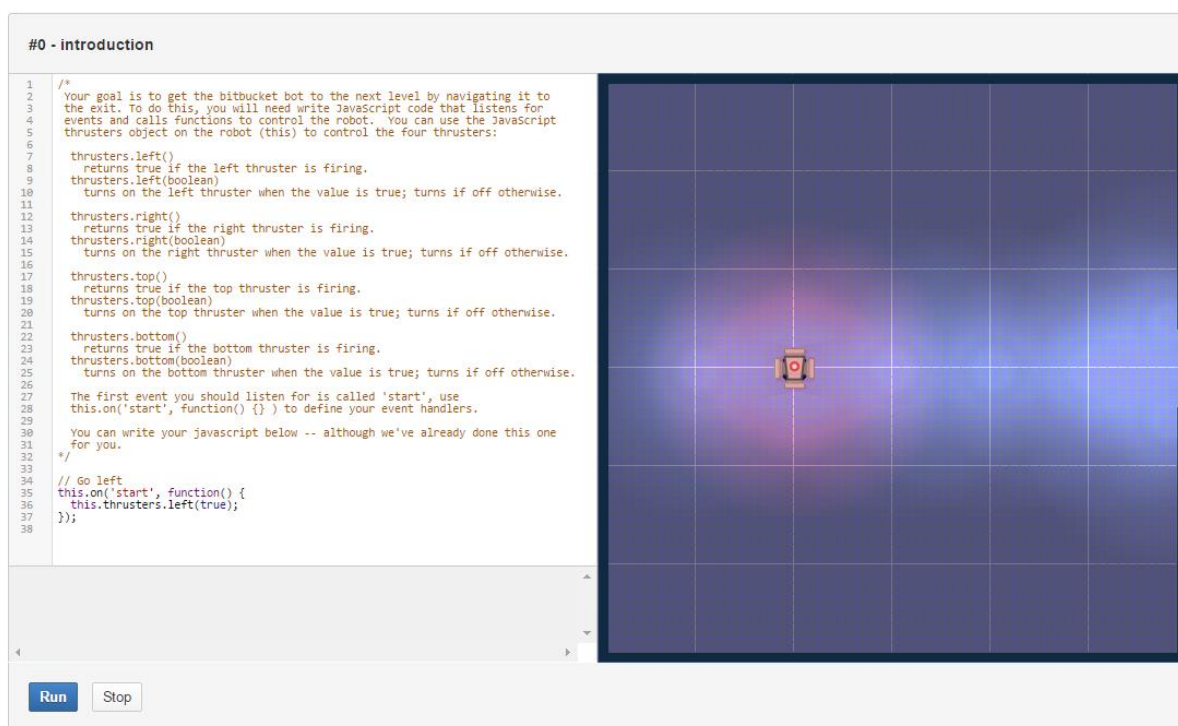 #0 - introduction
1 /*
2 Your goal is to get the bitbucket bot to the next level by navigating it to
3 the exit. To do this, you will need write JavaScript code that listens for
4 events and calls functions to control the robot.  You can use the JavaScript
5 thrusters object on the robot (this) to control the four thrusters:
6
7 thrusters.left()
8 returns true if the left thruster is firing.
9 thrusters.left(boolean)
10 turns on the left thruster when the value is true; turns if off otherwise.
11
12 thrusters.right()
13 returns true if the right thruster is firing.
14 thrusters.right(boolean)
15 turns on the right thruster when the value is true; turns if off otherwise.
16
17 thrusters.top()
18 returns true if the top thruster is firing.
19 thrusters.top(boolean)
20 turns on the top thruster when the value is true; turns if off otherwise.
21
22 thrusters.bottom()
23 returns true if the bottom thruster is firing.
24 thrusters.bottom(boolean)
25 turns on the bottom thruster when the value is true; turns if off otherwise.
26
27 The first event you should listen for is called 'start', use
28 this.on('start', function() {} ) to define your event handlers.
29
30 You can write your javascript below -- although we've already done this one
31 for you.
32 */
33
34 // Go left
35 this.on('start', function() {
36 this.thrusters.left(true);
37 });
38
Run Stop